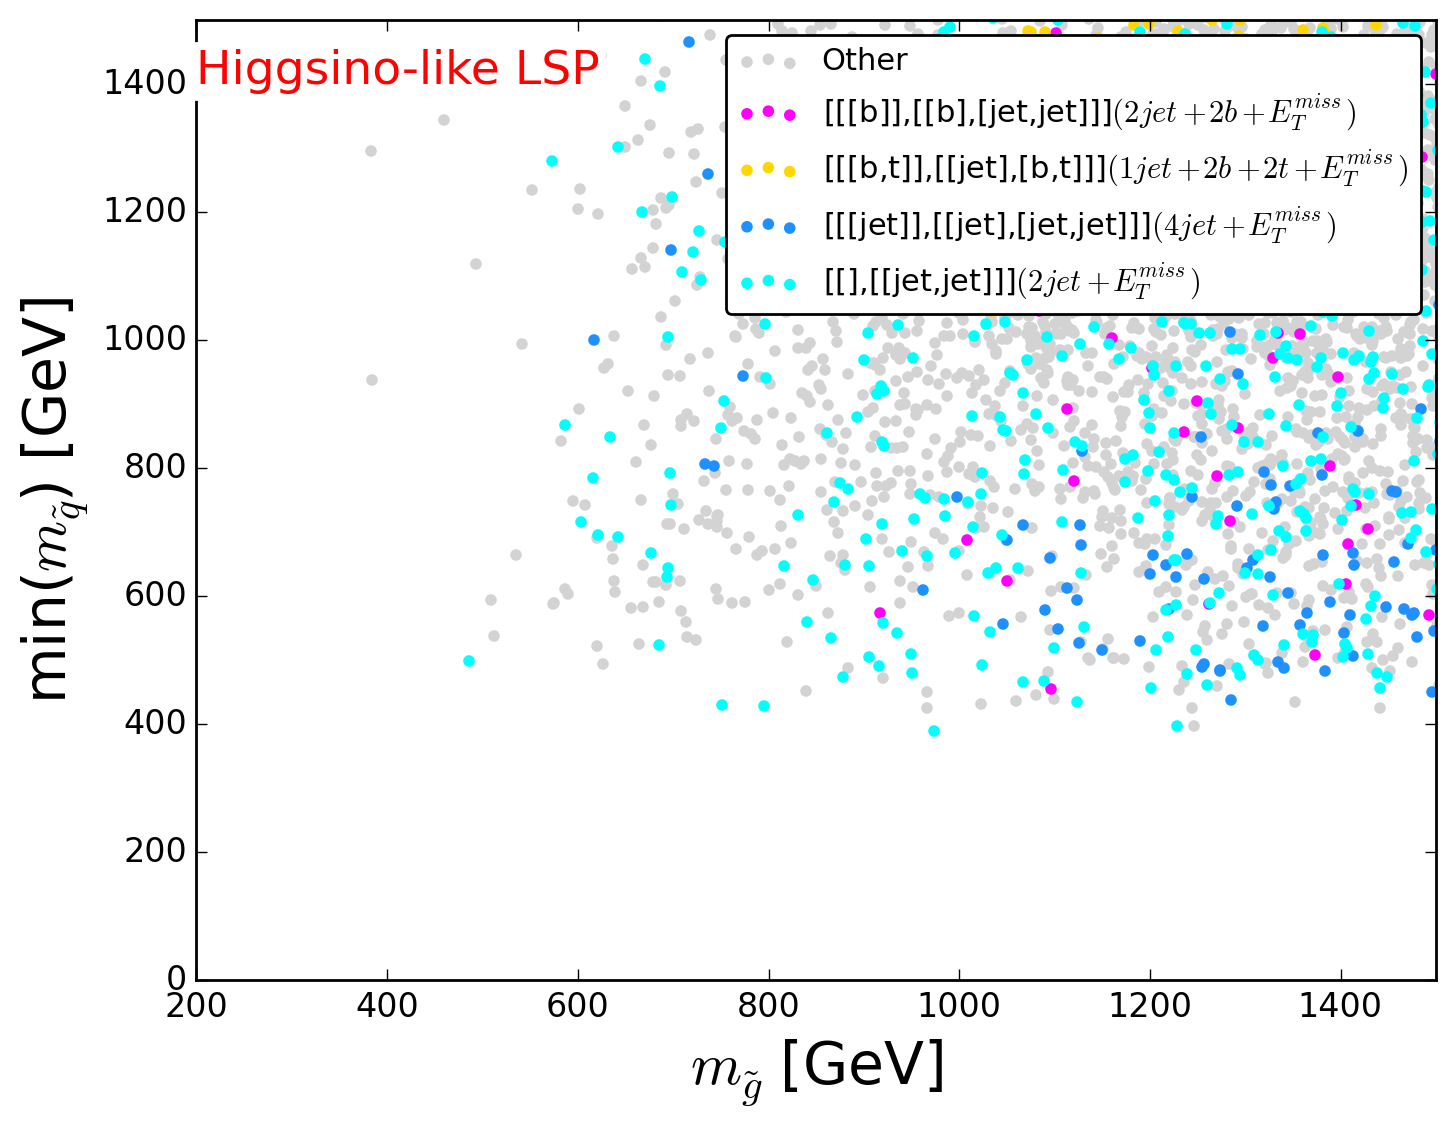 Higgsino-like LSP
Other
[[[b]],[[b],[jet,jet]]](2jet+2b+E_T^{miss})
[[[b,t]],[[jet],[b,t]]](1jet+2b+2t+E_T^{miss})
[[[jet]],[[jet],[jet,jet]]](4jet+E_T^{miss})
[[],[[jet,jet]]](2jet+E_T^{miss})
1400
1200
1000
800
600
400
200
0
min(m_{q̃}) [GeV]
200 400 600 800 1000 1200 1400
m_{g̃} [GeV]